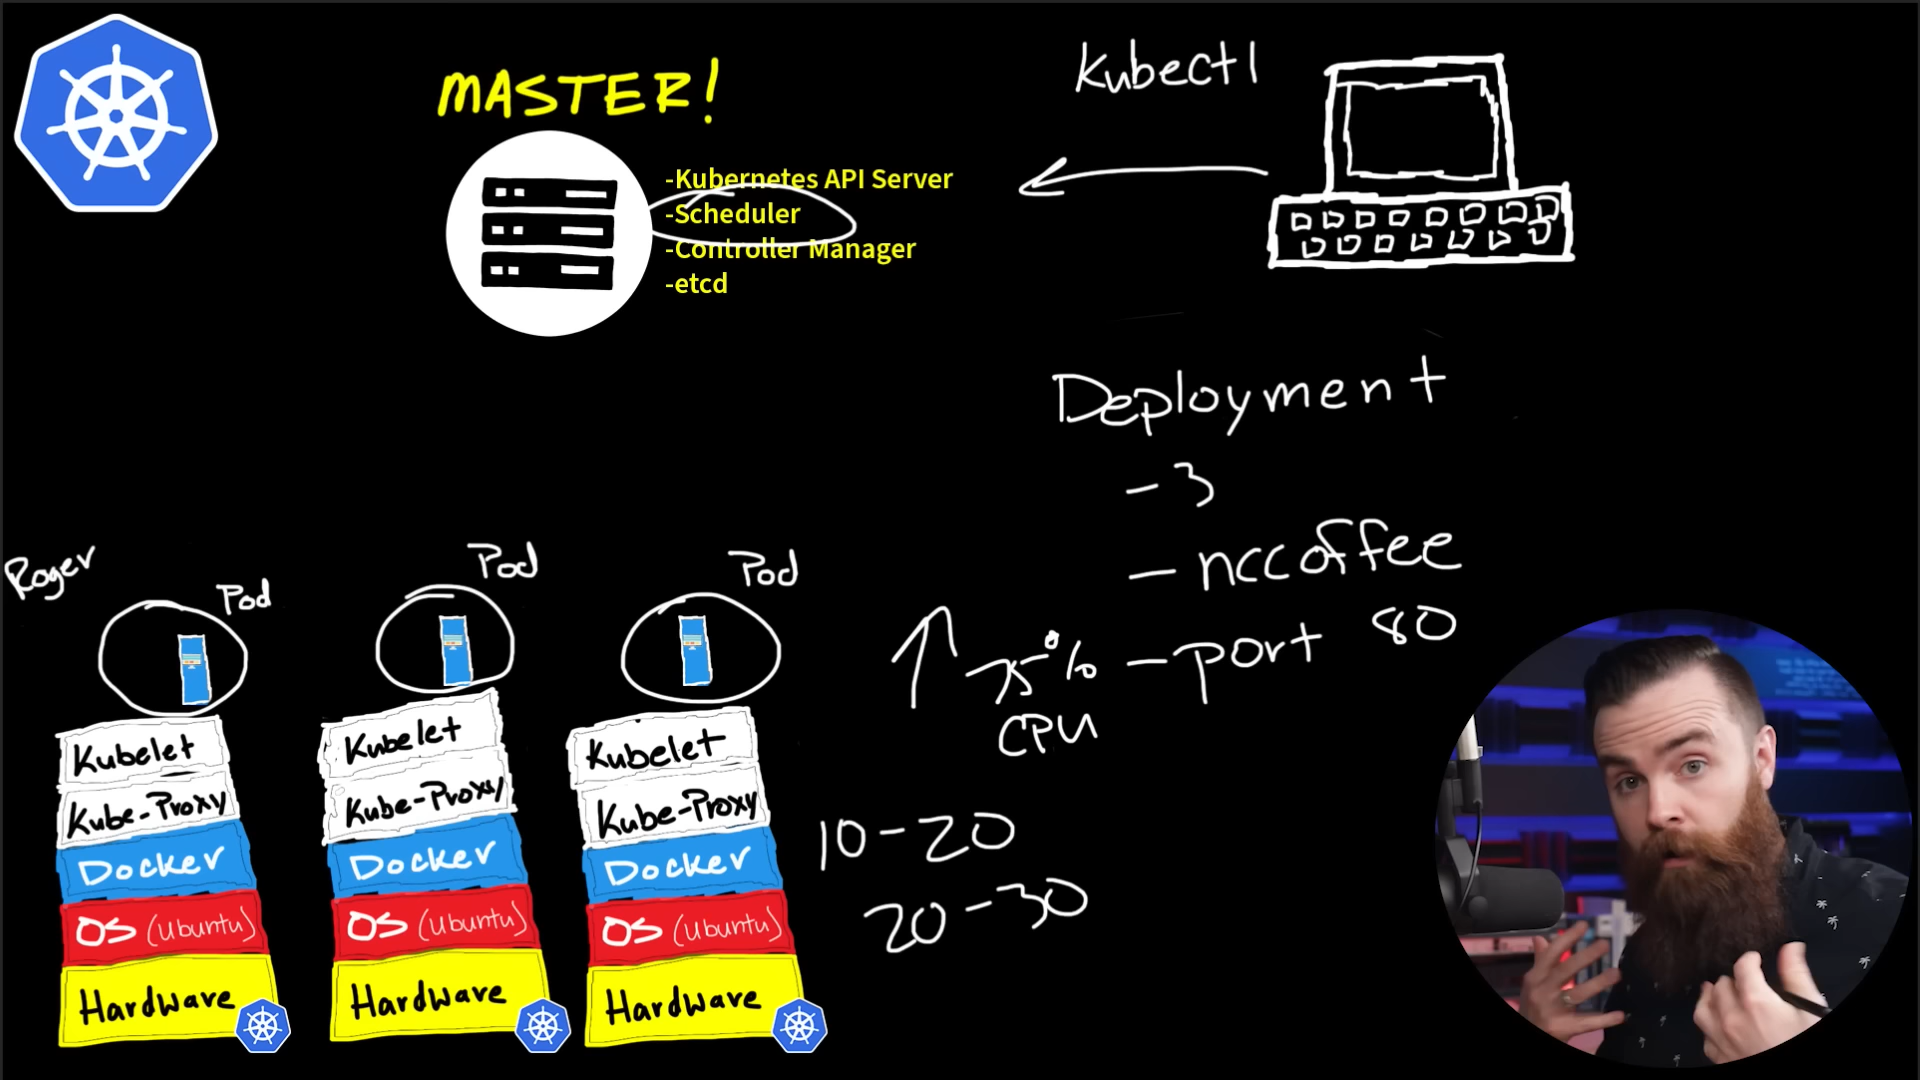 MASTER!
Kubectl
-Kubernetes API Server
-Scheduler
-Controller Manager
-etcd
Deployment
- 3
- nccoffee
- port 80
Roger
Pod
Pod
Pod
75% CPU
10-20
20-30
Kubelet
Kube-Proxy
Docker
OS (Ubuntu)
Hardware
Kubelet
Kube-Proxy
Docker
OS (Ubuntu)
Hardware
Kubelet
Kube-Proxy
Docker
OS (Ubuntu)
Hardware